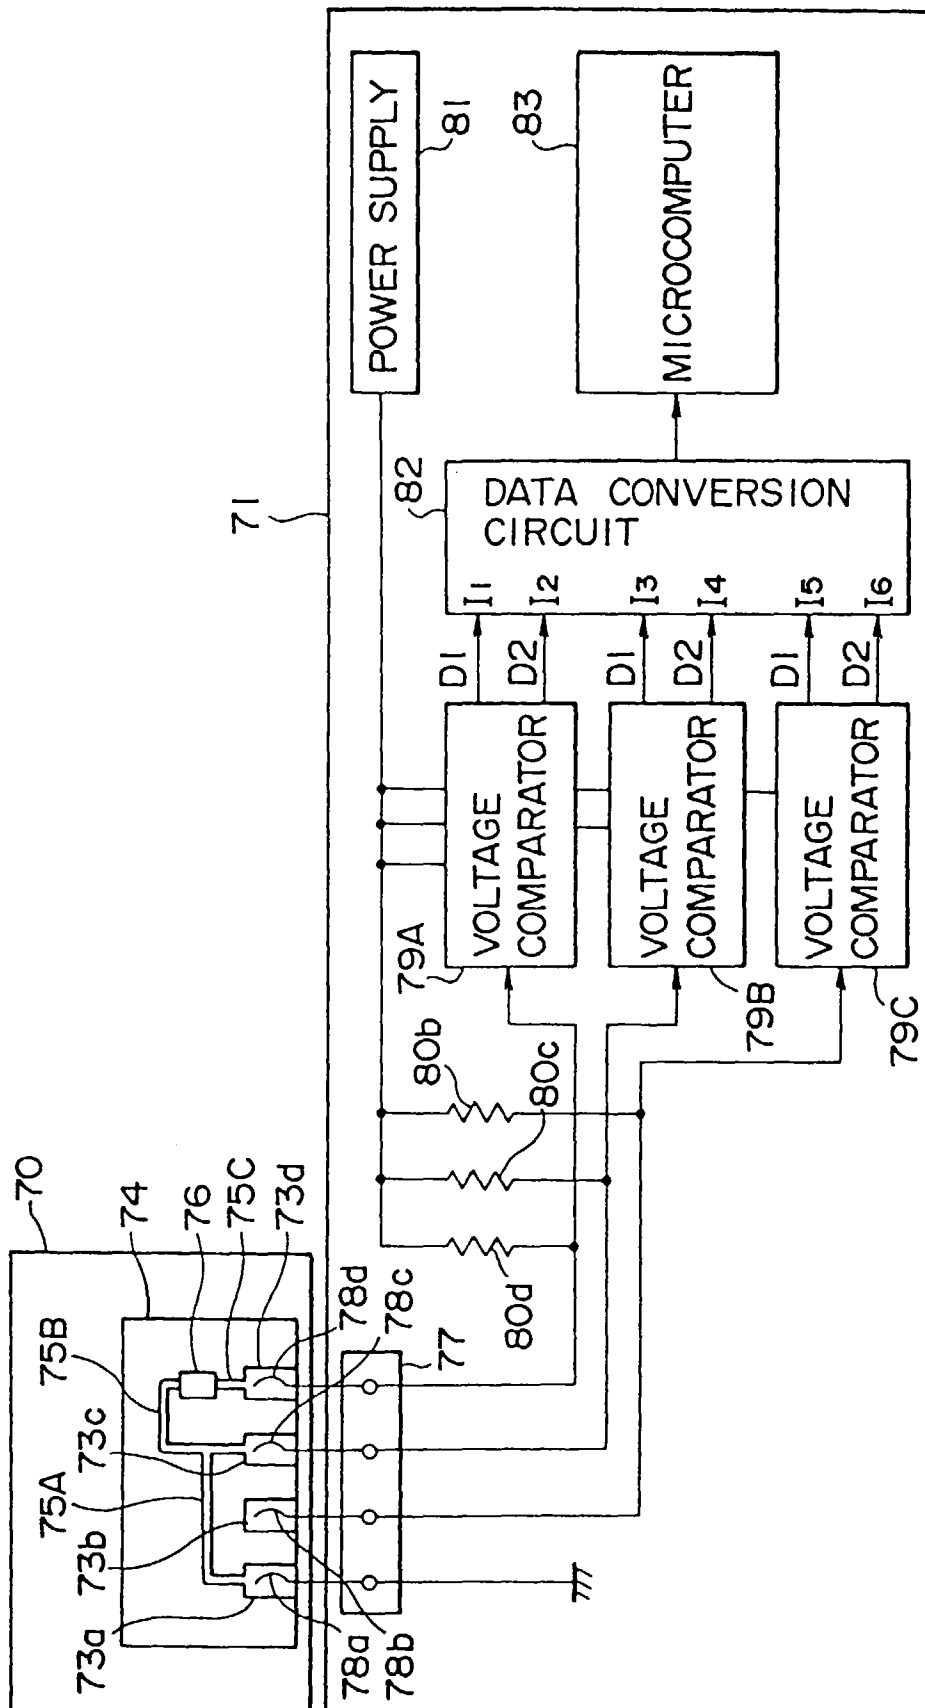 70
74
76
75C
73d
78d
78c
77
75B
73c
75A
73b
73a
78a
78b
71
POWER SUPPLY
81
80b
80c
80d
79A
VOLTAGE
COMPARATOR
D1
D2
VOLTAGE
COMPARATOR
79B
D1
D2
VOLTAGE
COMPARATOR
79C
D1
D2
82
DATA CONVERSION
CIRCUIT
I1
I2
I3
I4
I5
I6
83
MICROCOMPUTER